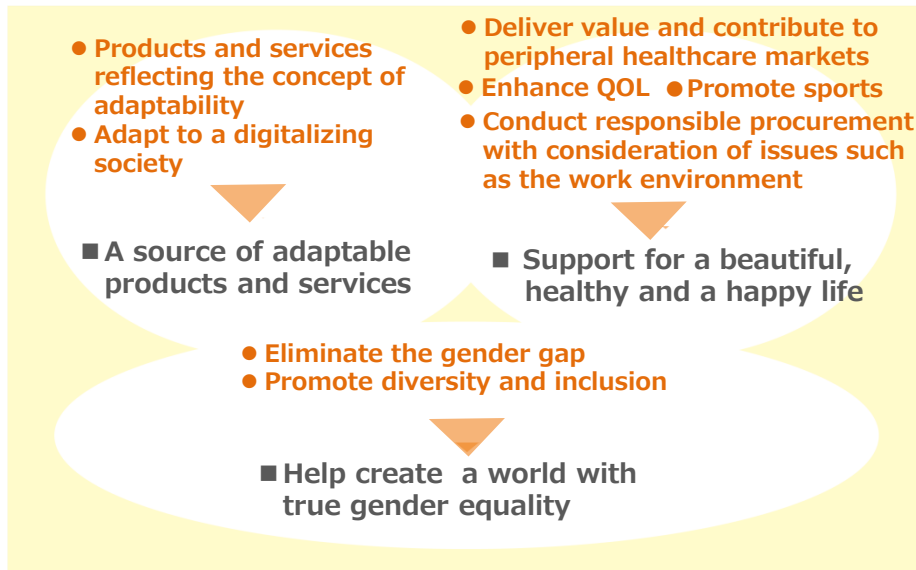 ● Products and services
reflecting the concept of
adaptability
● Adapt to a digitalizing
society
■ A source of adaptable
products and services
● Deliver value and contribute to
peripheral healthcare markets
● Enhance QOL ● Promote sports
● Conduct responsible procurement
with consideration of issues such
as the work environment
■ Support for a beautiful,
healthy and a happy life
● Eliminate the gender gap
● Promote diversity and inclusion
■ Help create a world with
true gender equality